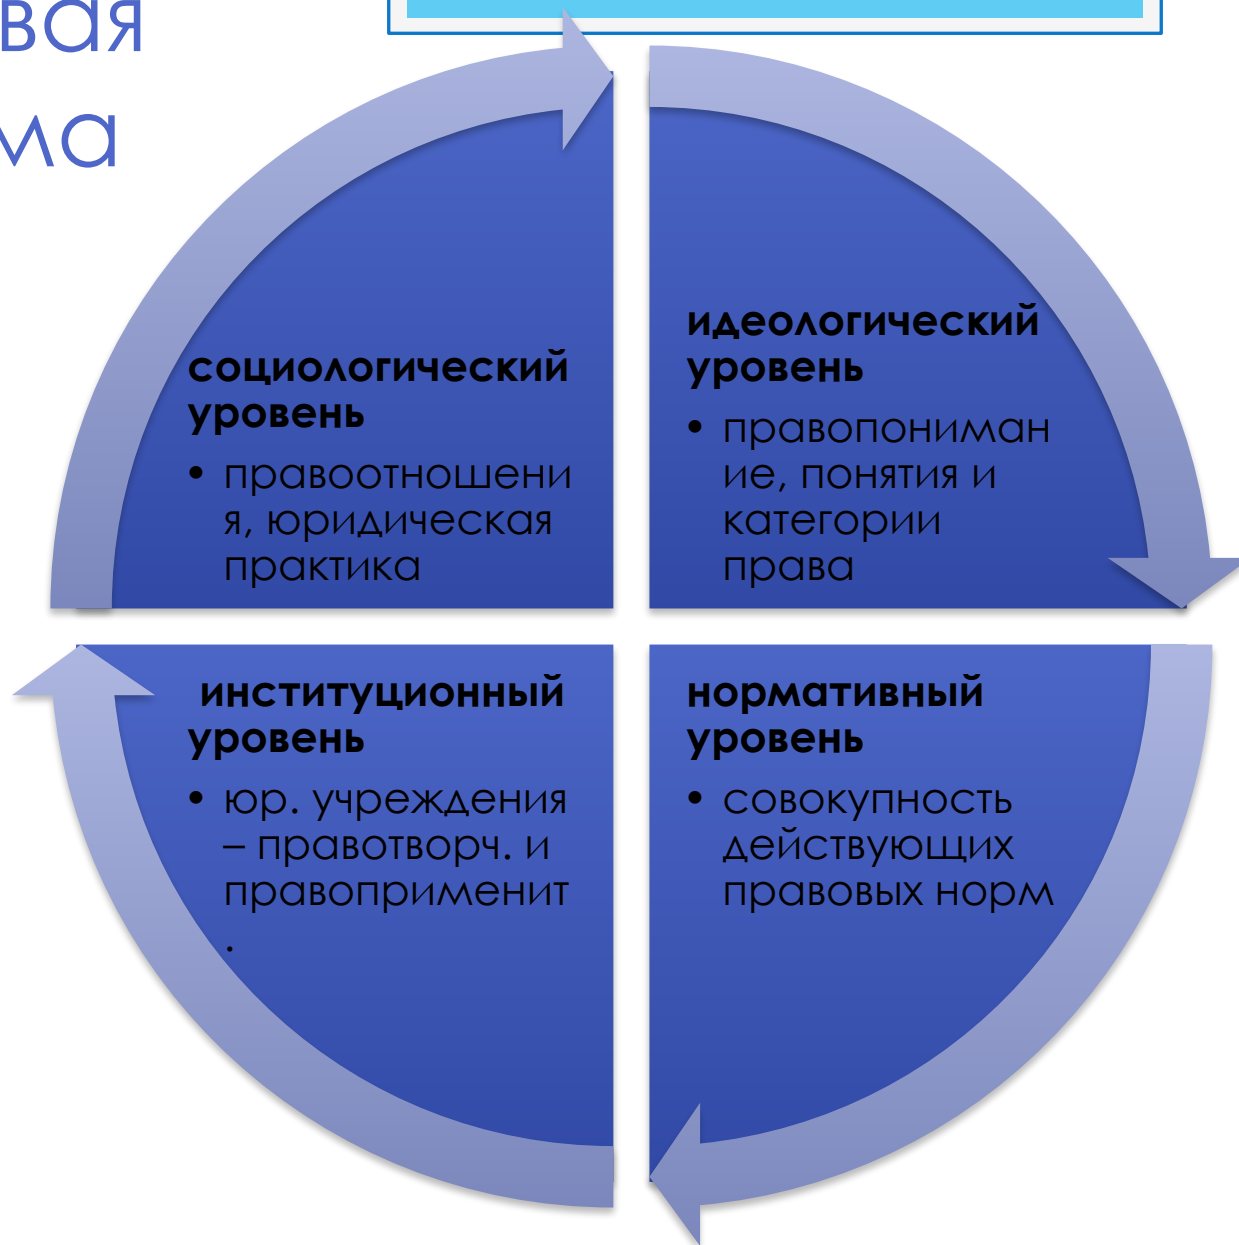 вая
ма
социологический
уровень
• правоотношени
я, юридическая
практика
идеологический
уровень
• правопониман
ие, понятия и
категории
права
институционный
уровень
• юр. учреждения
– правотворч. и
правоприменит
.
нормативный
уровень
• совокупность
действующих
правовых норм